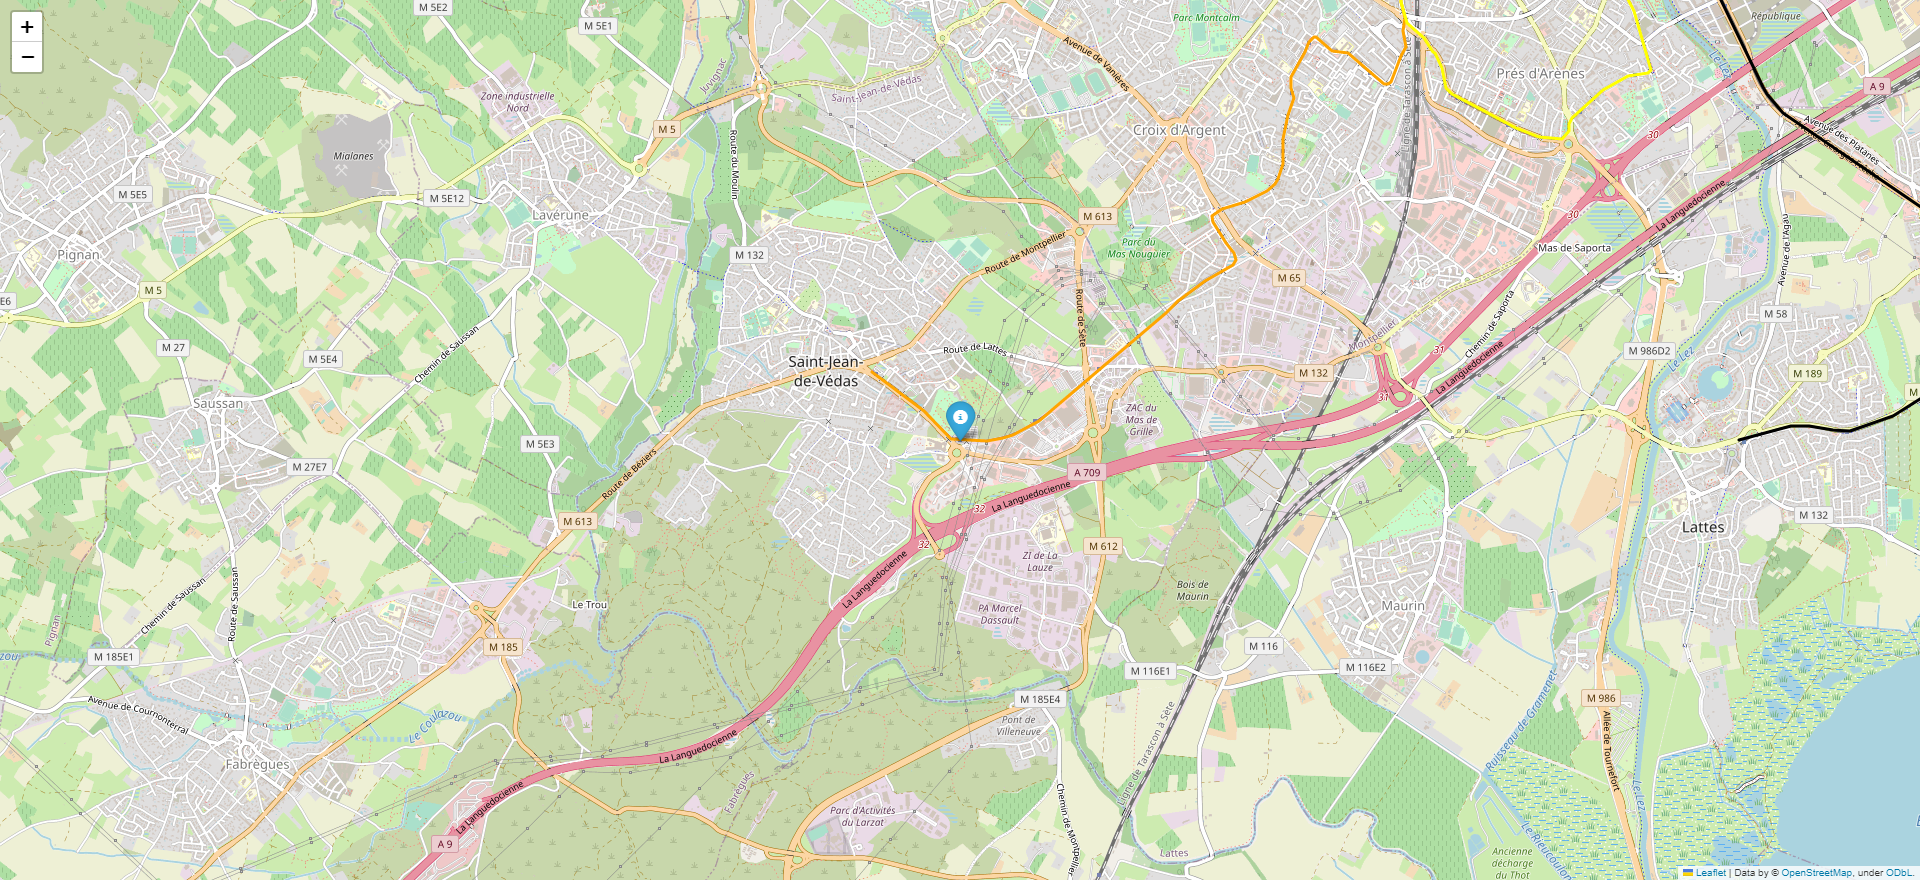 +
−
M 5E2
M 5E1
Parc Montcalm
République
Zone industrielle
Nord
Juvignac
Saint-Jean-de-Védas
Avenue de Vanières
Ligne de Tarascon à Sète
Prés d'Arènes
A 9
M 5
Mialanes
Croix d'Argent
30
Avenue des Platanes
Route du Moulin
M 5E5
M 5E12
Lavérune
Pignan
M 613
30
La Languedocienne
M 132
Route de Montpellier
Parc du
Mas Nouguier
Mas de Saporta
Avenue de l'Agau
M 65
M 5
E6
Route de Sète
Chemin de Saporta
M 58
M 27
M 5E4
Chemin de Saussan
Route de Lattes
Montpellier
31
M 986D2
Le Lez
Saint-Jean-
de-Védas
M 132
La Languedocienne
M 189
M
Saussan
31
ZAC du
Mas de
Grille
M 5E3
M 27E7
Route de Béziers
A 709
La Languedocienne
32
M 613
Lattes
M 132
32
M 612
ZI de La
Lauze
La Languedocienne
Bois de
Maurin
Chemin de Saussan
Route de Saussan
Le Trou
PA Marcel
Dassault
Maurin
Pignan
M 185
M 116
M 185E1
M 116E1
M 116E2
M 185E4
M 986
Avenue de Cournonterral
Le Coulazou
Pont de
Villeneuve
Ruisseau de Gramenet
Allée de Tournefort
La Languedocienne
Fabrègues
Fabrègues
Ligne de Tarascon à Sète
Le Lez
La Languedocienne
Parc d'Activités
du Larzat
Chemin de Montpellier
A 9
Lattes
Le Rieucoulon
Ancienne
décharge
du Thot
Leaflet | Data by © OpenStreetMap, under ODbL.